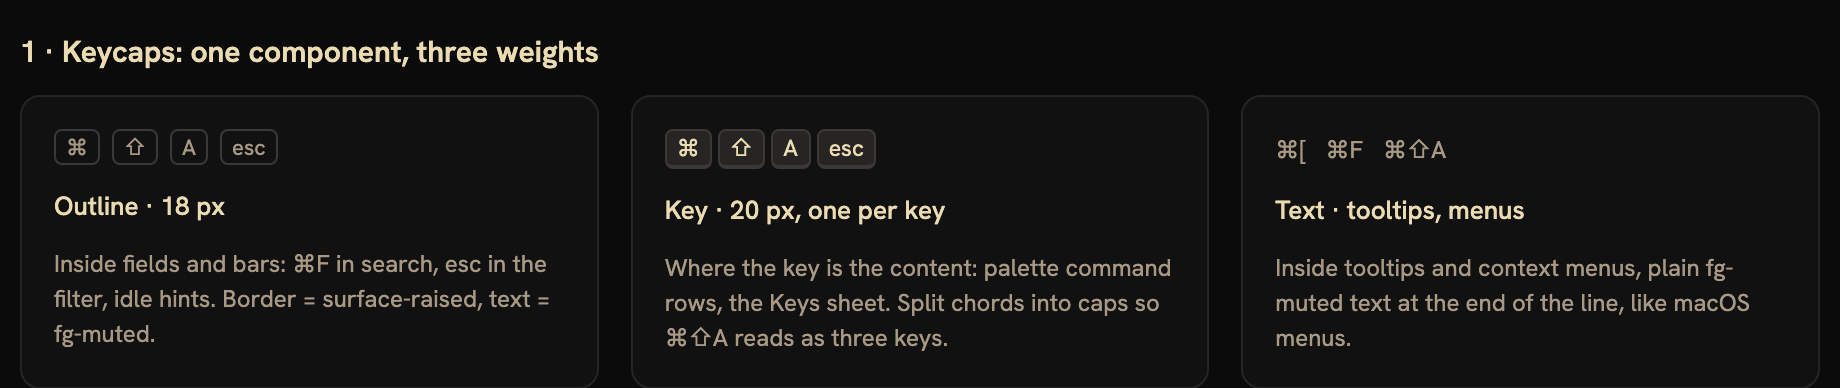 1 · Keycaps: one component, three weights
⌘ ⇧ A esc
Outline · 18 px
Inside fields and bars: ⌘F in search, esc in the
filter, idle hints. Border = surface-raised, text =
fg-muted.
⌘ ⇧ A esc
Key · 20 px, one per key
Where the key is the content: palette command
rows, the Keys sheet. Split chords into caps so
⌘⇧A reads as three keys.
⌘[ ⌘F ⌘⇧A
Text · tooltips, menus
Inside tooltips and context menus, plain fg-
muted text at the end of the line, like macOS
menus.